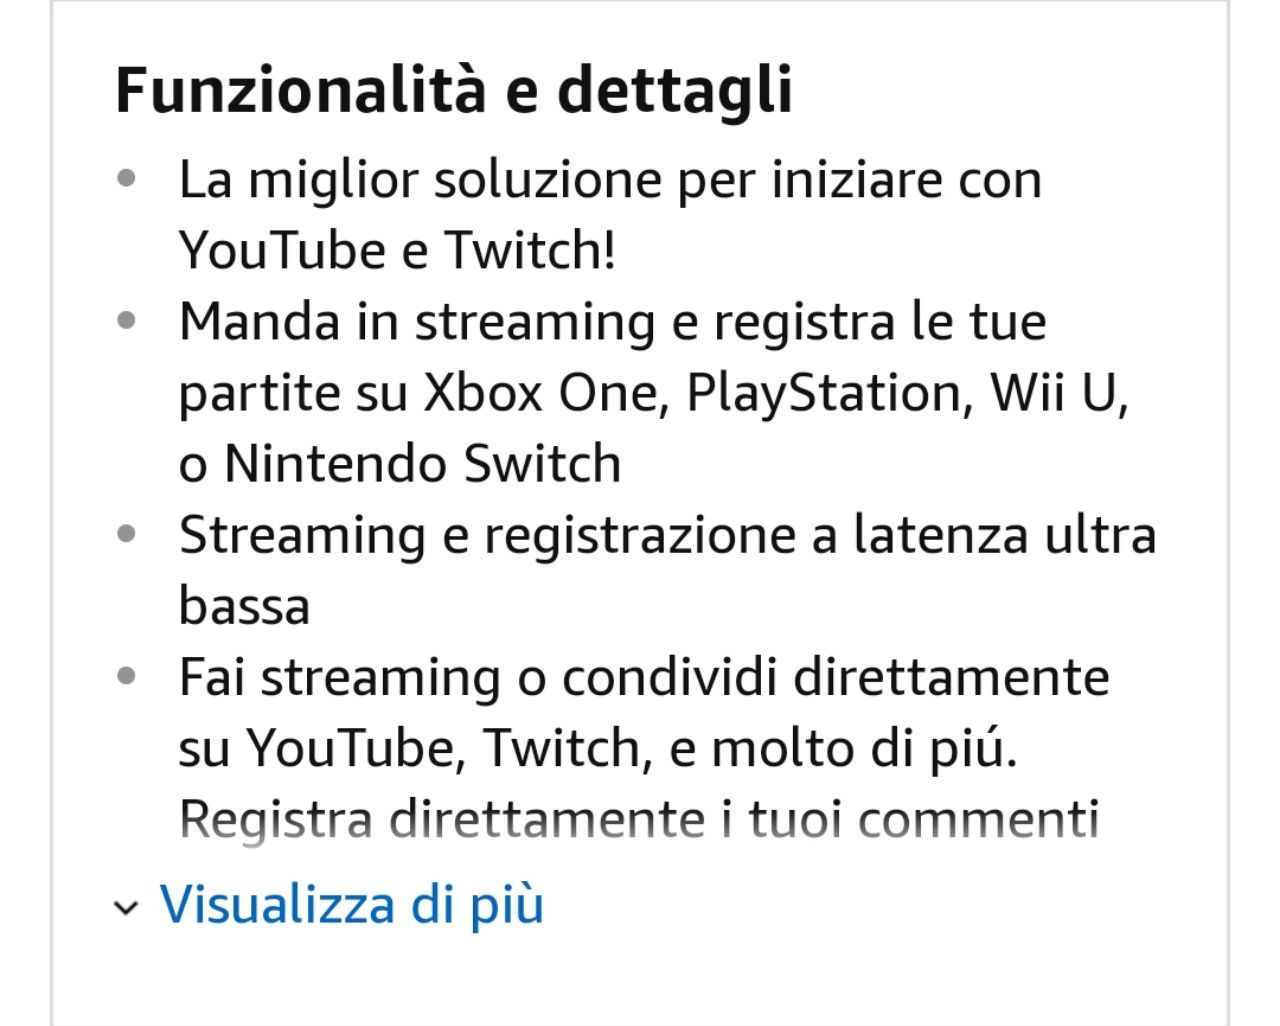 Funzionalità e dettagli
La miglior soluzione per iniziare con
YouTube e Twitch!
Manda in streaming e registra le tue
partite su Xbox One, PlayStation, Wii U,
o Nintendo Switch
Streaming e registrazione a latenza ultra
bassa
Fai streaming o condividi direttamente
su YouTube, Twitch, e molto di piú.
Registra direttamente i tuoi commenti
Visualizza di più